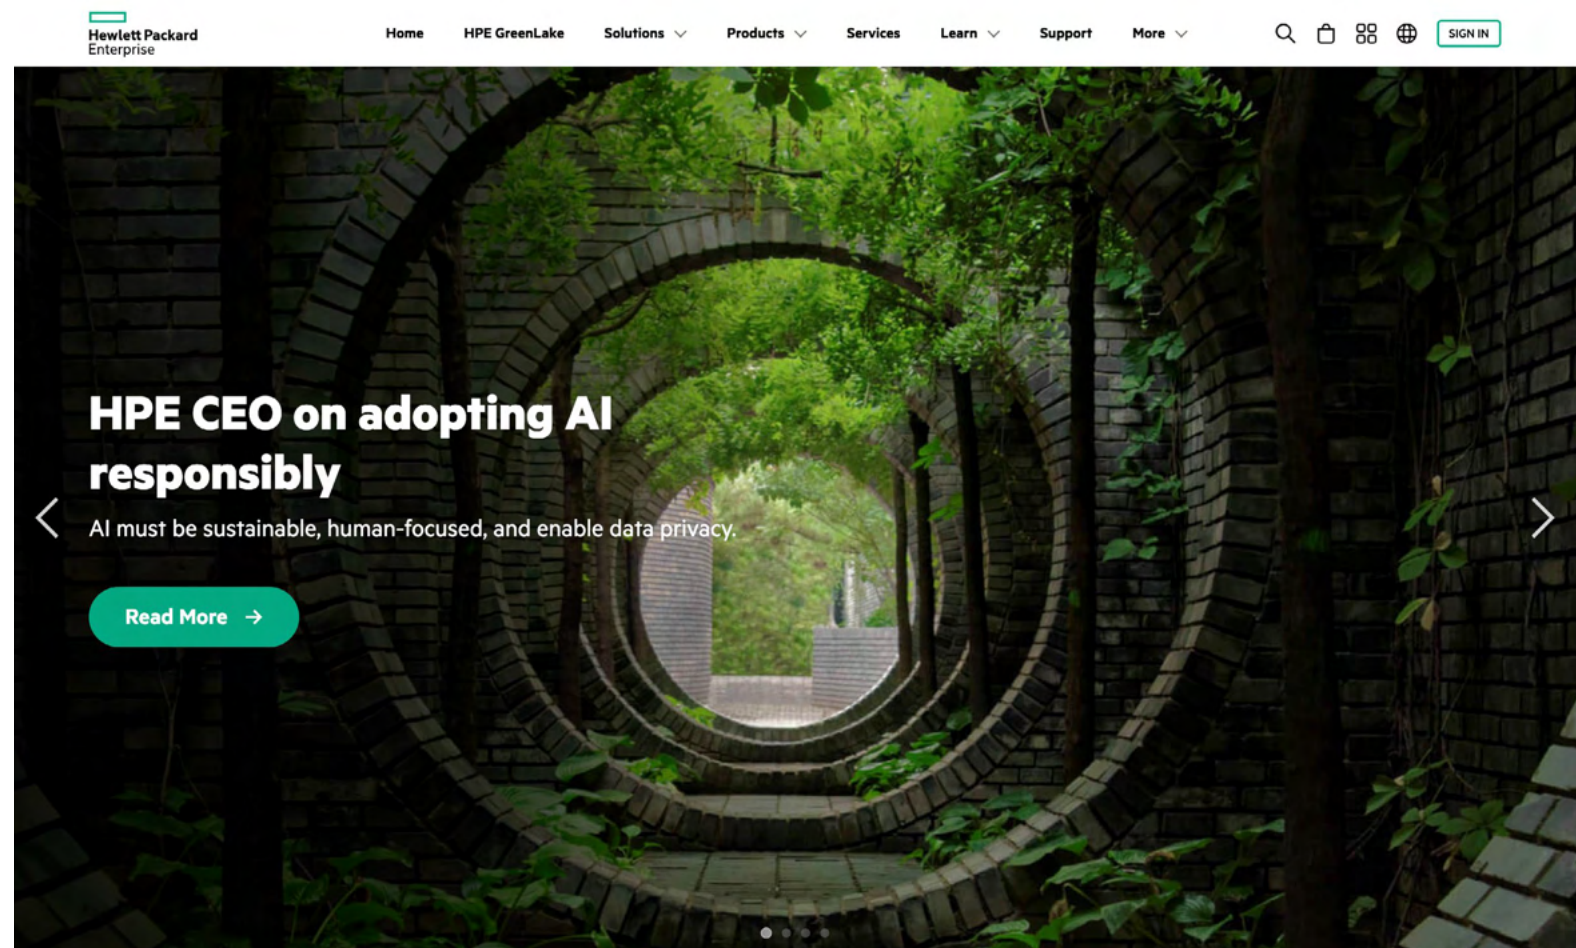 Hewlett Packard
Enterprise
Home
HPE GreenLake
Solutions
Products
Services
Learn
Support
More
SIGN IN
HPE CEO on adopting AI
responsibly
AI must be sustainable, human-focused, and enable data privacy.
Read More